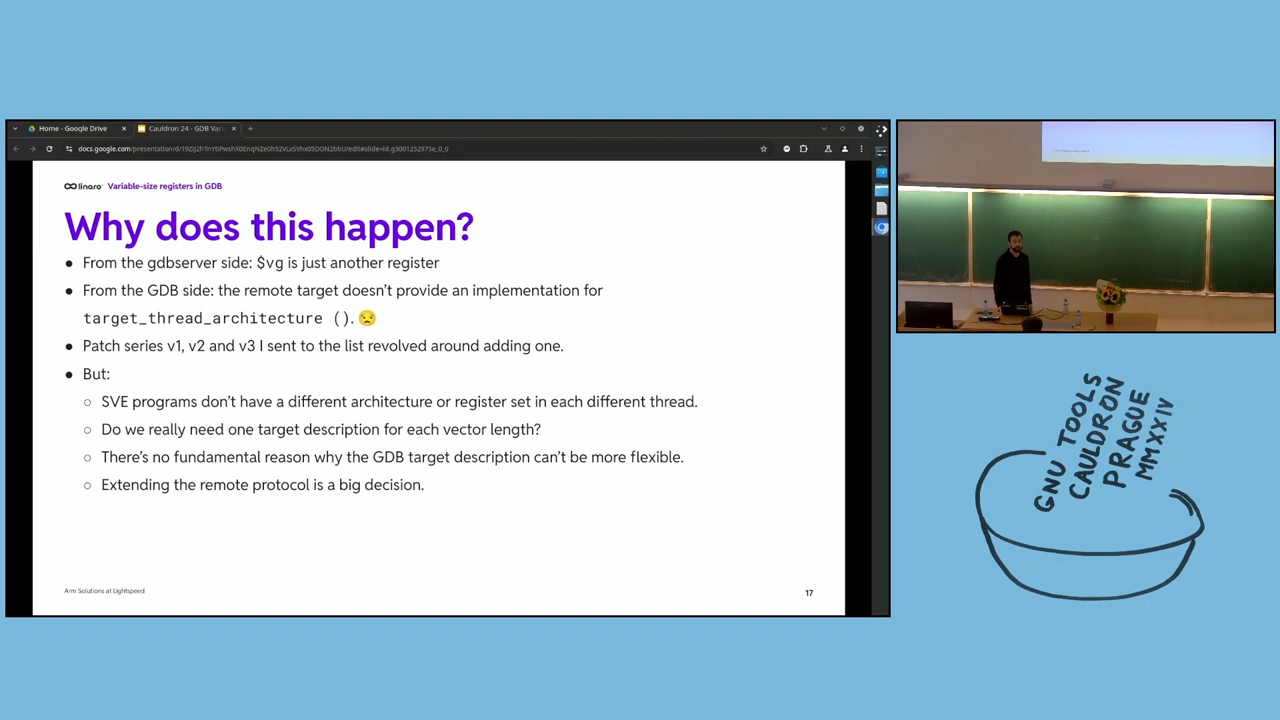 Home - Google Drive
Cauldron 24 - GDB Vari
linaro
Variable-size registers in GDB
Why does this happen?
● From the gdbserver side: $vg is just another register
● From the GDB side: the remote target doesn't provide an implementation for
target_thread_architecture (). 😒
● Patch series v1, v2 and v3 I sent to the list revolved around adding one.
● But:
○ SVE programs don't have a different architecture or register set in each different thread.
○ Do we really need one target description for each vector length?
○ There's no fundamental reason why the GDB target description can't be more flexible.
○ Extending the remote protocol is a big decision.
Arm Solutions at Lightspeed
17
GNU TOOLS
CAULDRON
PRAGUE
MMXXIV